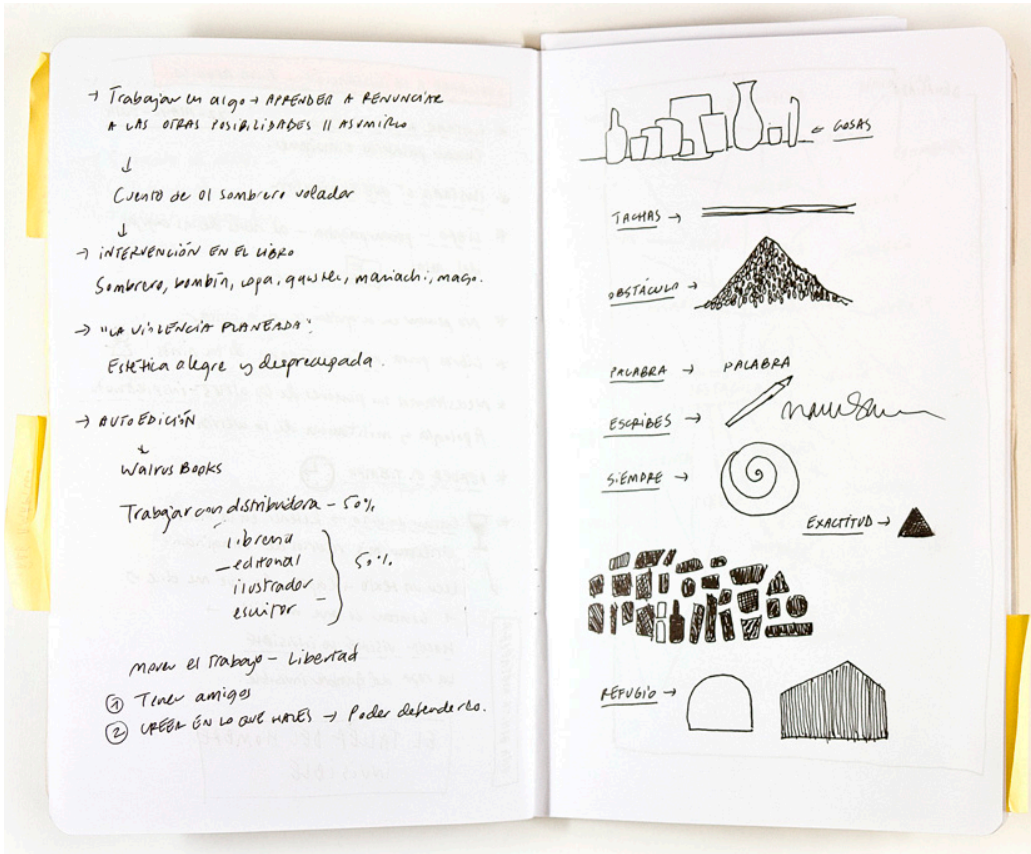 → Trabajar en algo → APRENDER A RENUNCIAR
A LAS OTRAS POSIBILIDADES || ASUMIRLO
↓
Cuento de el sombrero volador
↓
→ INTERVENCIÓN EN EL LIBRO
Sombrero, bombín, copa, mariachi, mago.
→ "LA VIOLENCIA PLANEADA".
Estética alegre y despreocupada.
→ AUTOEDICIÓN
Walrus Books
Trabajar con distribuidora – 50%
librería
– editorial
50%
ilustrador
escritor
mover el trabajo – Libertad
① Tener amigos
② CREER EN LO QUE HACES → Poder defenderlo.
← COSAS
TACHAS →
OBSTÁCULO →
PALABRA → PALABRA
ESCRIBES →
SIEMPRE →
EXACTITUD →
REFUGIO →